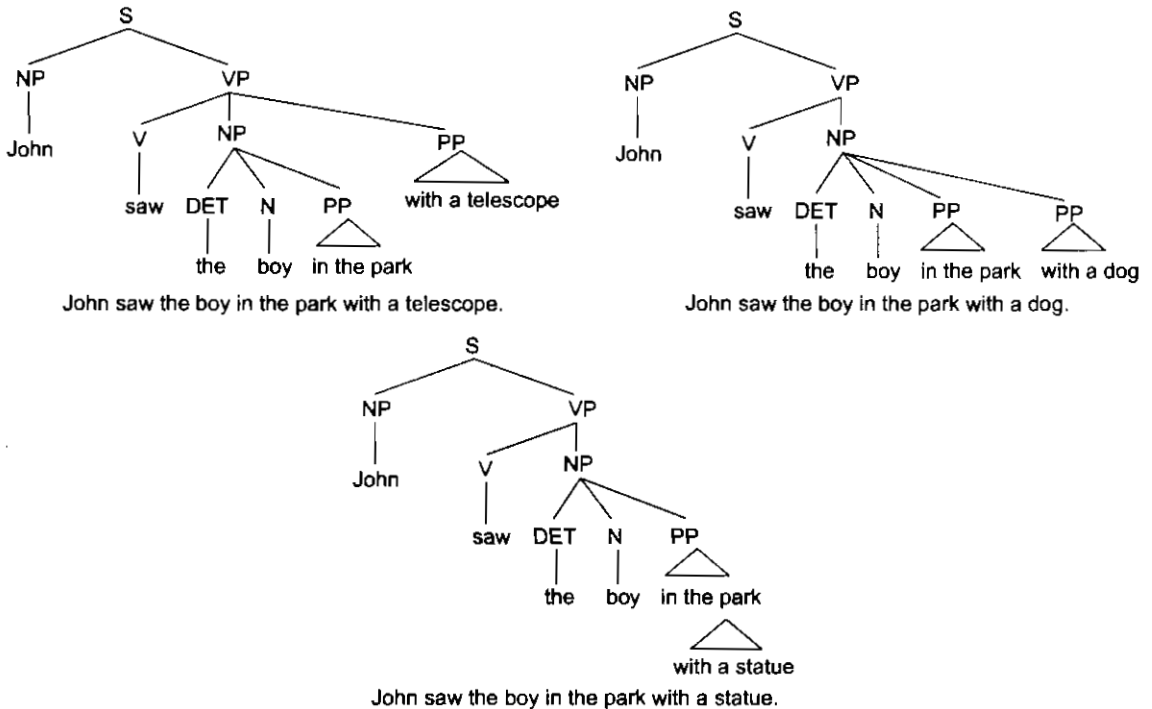 S
NP VP
John V NP PP
saw DET N PP with a telescope
the boy in the park
John saw the boy in the park with a telescope.
S
NP VP
John V NP
saw DET N PP PP
the boy in the park with a dog
John saw the boy in the park with a dog.
S
NP VP
John V NP
saw DET N PP
the boy in the park
with a statue
John saw the boy in the park with a statue.